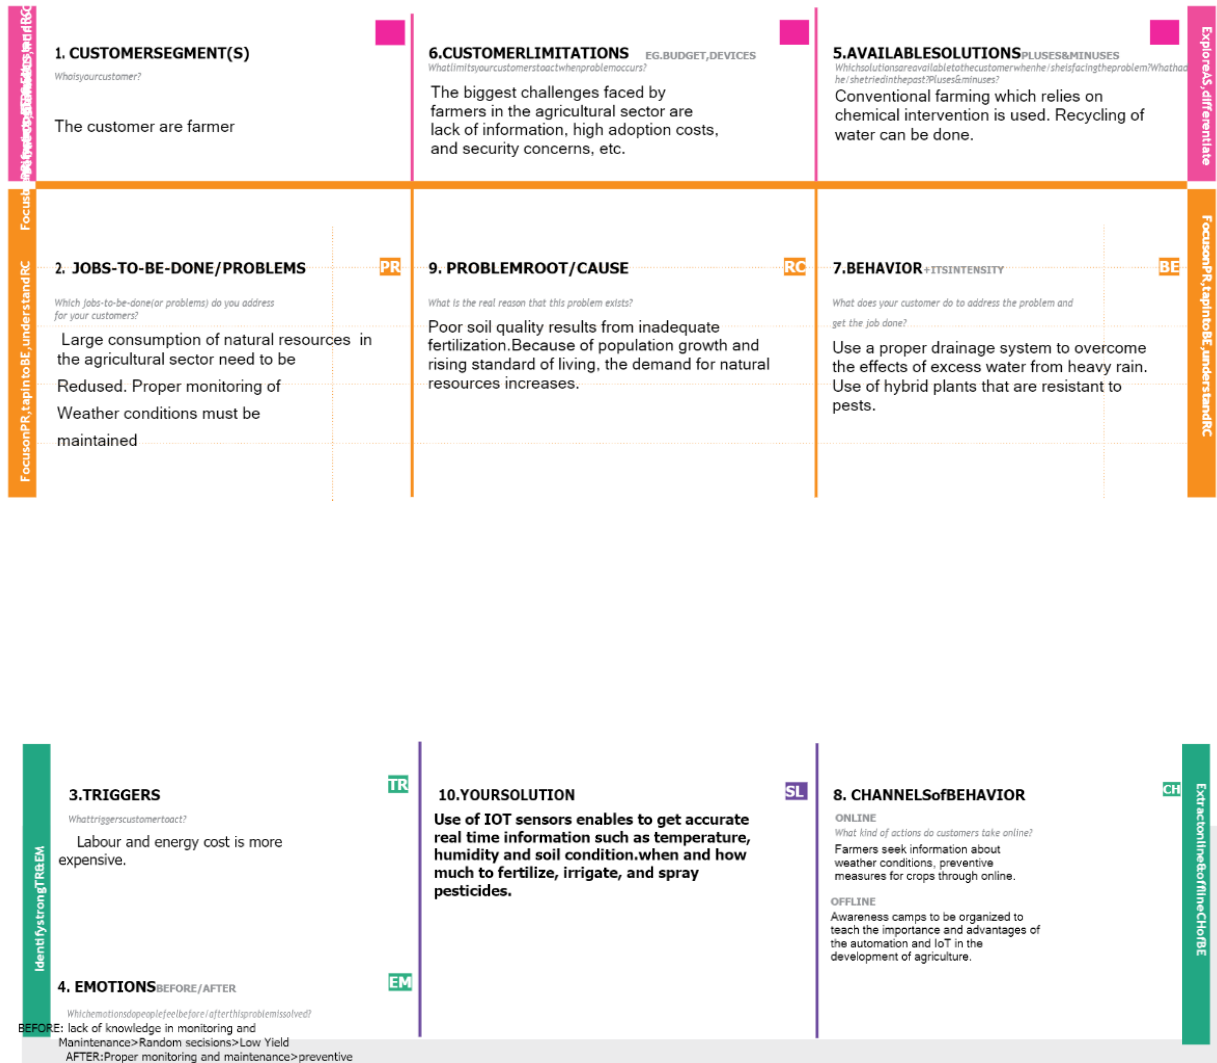 1. CUSTOMERSEGMENT(S)
Whoisyourcustomer?
The customer are farmer
6.CUSTOMERLIMITATIONS EG.BUDGET,DEVICES
Whatlimitsyourcustomerstoactwhenproblemoccurs?
The biggest challenges faced by
farmers in the agricultural sector are
lack of information, high adoption costs,
and security concerns, etc.
5.AVAILABLESOLUTIONSPLUSES&MINUSES
Whichsolutionsareavailabletothecustomerwhenhe/sheisfacingtheproblem?Whathad
he/shetriedinthepast?Pluses&minuses?
Conventional farming which relies on
chemical intervention is used. Recycling of
water can be done.
ExploreAS,differentiate
FocusonPR,tapintoBE,understandRC
2. JOBS-TO-BE-DONE/PROBLEMS
PR
Which jobs-to-be-done(or problems) do you address
for your customers?
Large consumption of natural resources in
the agricultural sector need to be
Redused. Proper monitoring of
Weather conditions must be
maintained
9. PROBLEMROOT/CAUSE
RC
What is the real reason that this problem exists?
Poor soil quality results from inadequate
fertilization.Because of population growth and
rising standard of living, the demand for natural
resources increases.
7.BEHAVIOR+ITSINTENSITY
BE
What does your customer do to address the problem and
get the job done?
Use a proper drainage system to overcome
the effects of excess water from heavy rain.
Use of hybrid plants that are resistant to
pests.
FocusonPR,tapintoBE,understandRC
IdentifystrongTR&EM
3.TRIGGERS
TR
Whattriggerscustomertoact?
Labour and energy cost is more
expensive.
4. EMOTIONSBEFORE/AFTER
EM
Whichemotionsdopeoplefeelbefore/afterthisproblemissolved?
BEFORE: lack of knowledge in monitoring and
Manintenance>Random secisions>Low Yield
AFTER:Proper monitoring and maintenance>preventive
10.YOURSOLUTION
SL
Use of IOT sensors enables to get accurate
real time information such as temperature,
humidity and soil condition.when and how
much to fertilize, irrigate, and spray
pesticides.
8. CHANNELSofBEHAVIOR
CH
ONLINE
What kind of actions do customers take online?
Farmers seek information about
weather conditions, preventive
measures for crops through online.
OFFLINE
Awareness camps to be organized to
teach the importance and advantages of
the automation and IoT in the
development of agriculture.
Extractonline&offlineCHofBE